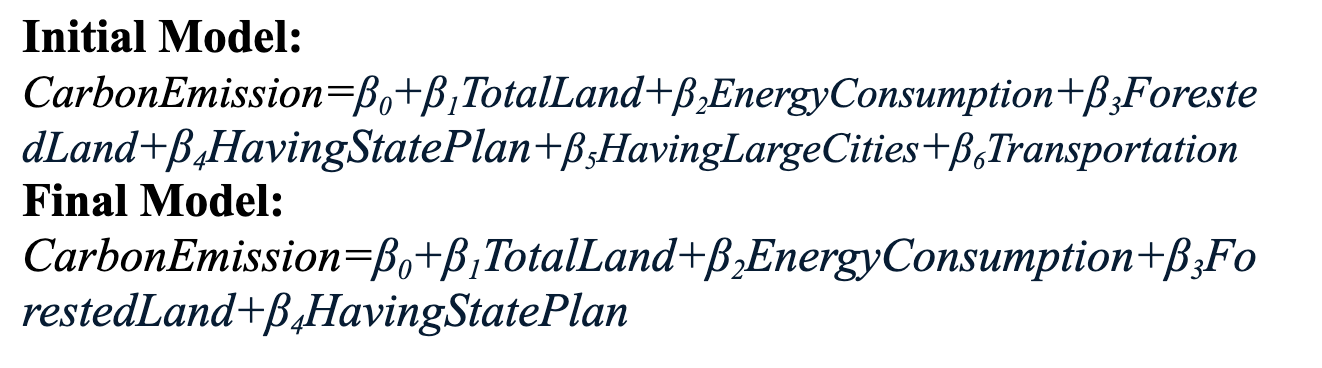 Initial Model:
CarbonEmission=β₀+β₁TotalLand+β₂EnergyConsumption+β₃Foreste
dLand+β₄HavingStatePlan+β₅HavingLargeCities+β₆Transportation
Final Model:
CarbonEmission=β₀+β₁TotalLand+β₂EnergyConsumption+β₃Fo
restedLand+β₄HavingStatePlan